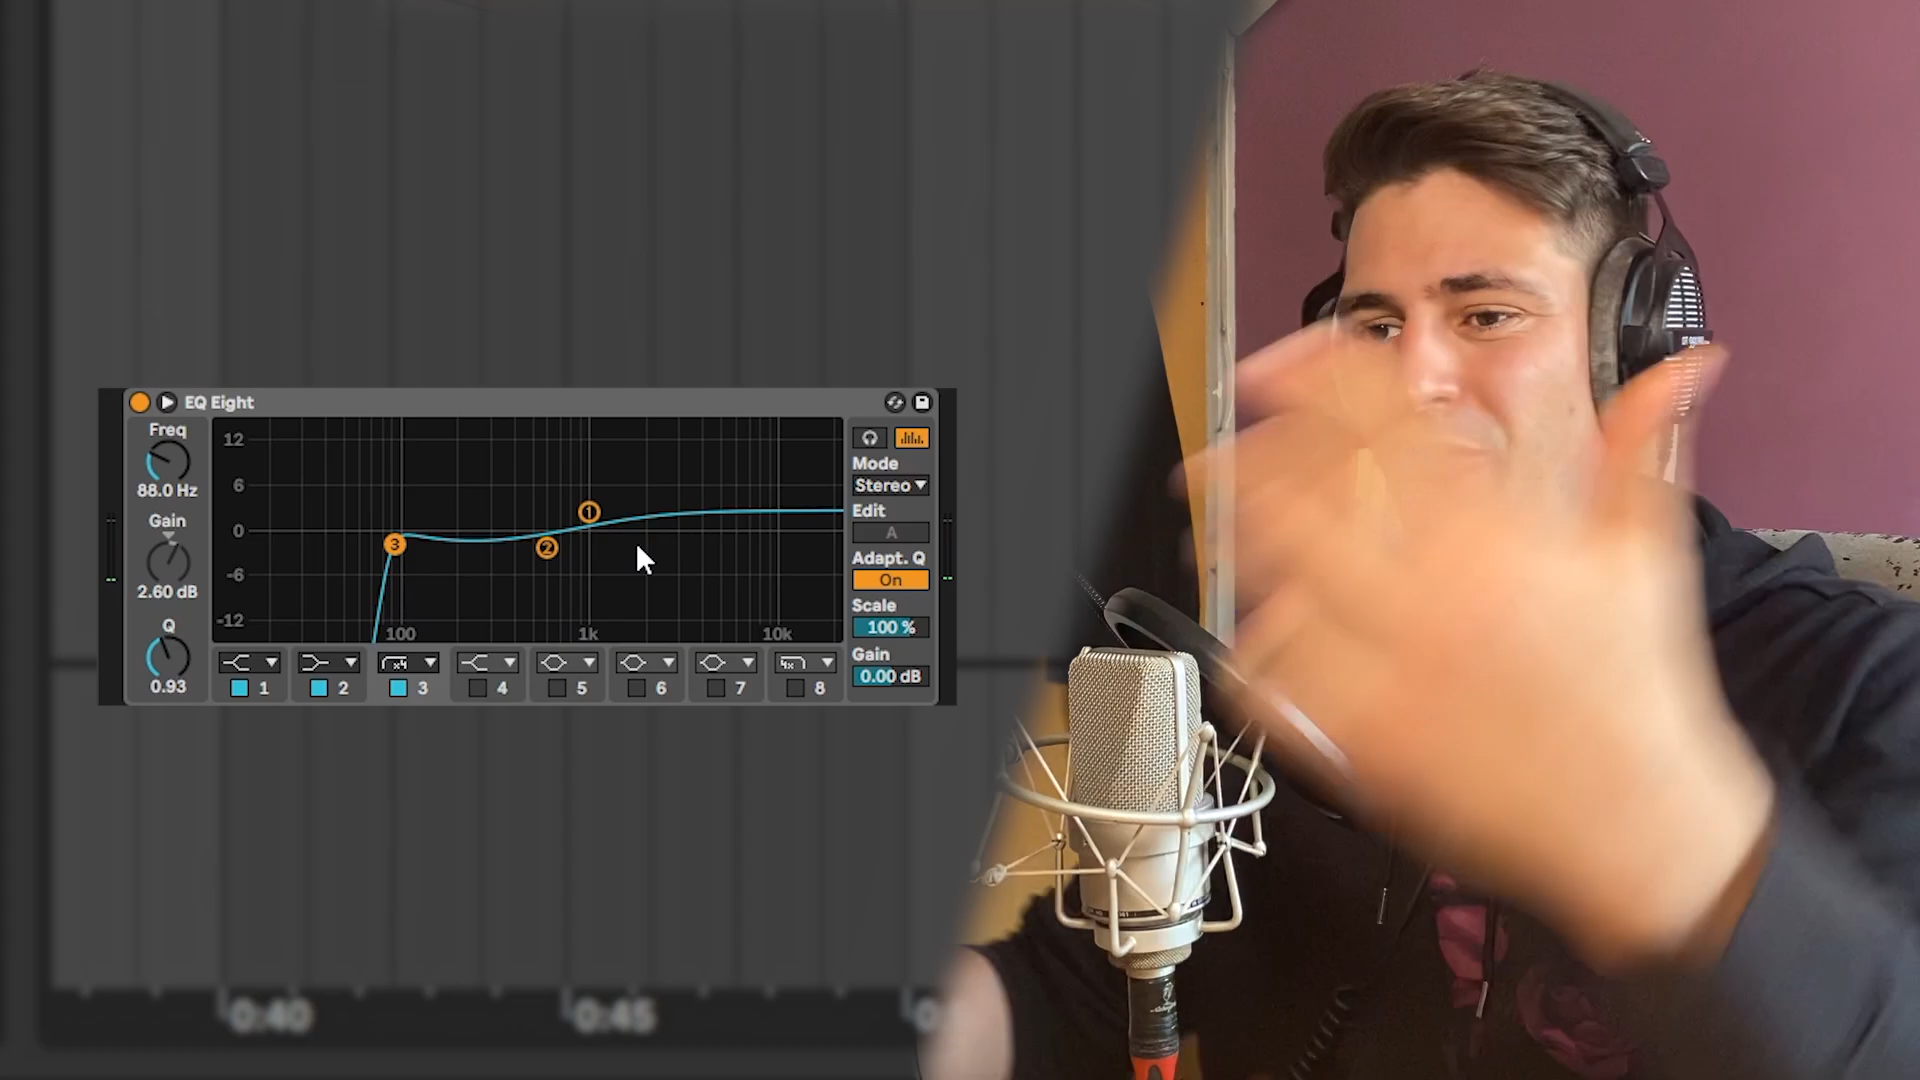 EQ Eight
Freq
88.0 Hz
Gain
2.60 dB
Q
0.93
12
6
0
-6
-12
100
1k
10k
1
2
3
Mode
Stereo
Edit
A
Adapt. Q
On
Scale
100 %
Gain
0.00 dB
x4
4x
1
2
3
4
5
6
7
8
0:40
0:45